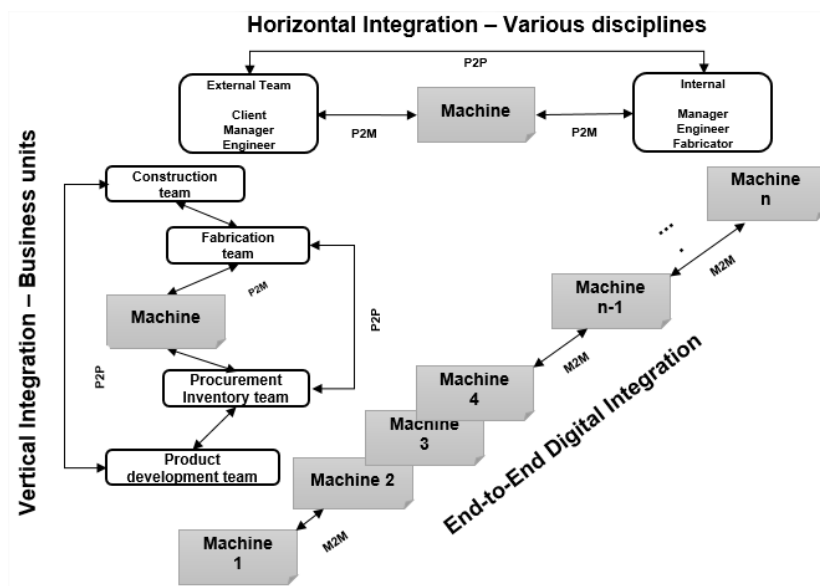 Horizontal Integration – Various disciplines
P2P
External Team
Client
Manager
Engineer
P2M
Machine
P2M
Internal
Manager
Engineer
Fabricator
Vertical Integration – Business units
Construction
team
Fabrication
team
P2M
Machine
P2P
P2P
Procurement
Inventory team
Product
development team
Machine
n
...
.
M2M
Machine
n-1
M2M
Machine
4
Machine
3
Machine 2
M2M
Machine
1
End-to-End Digital Integration